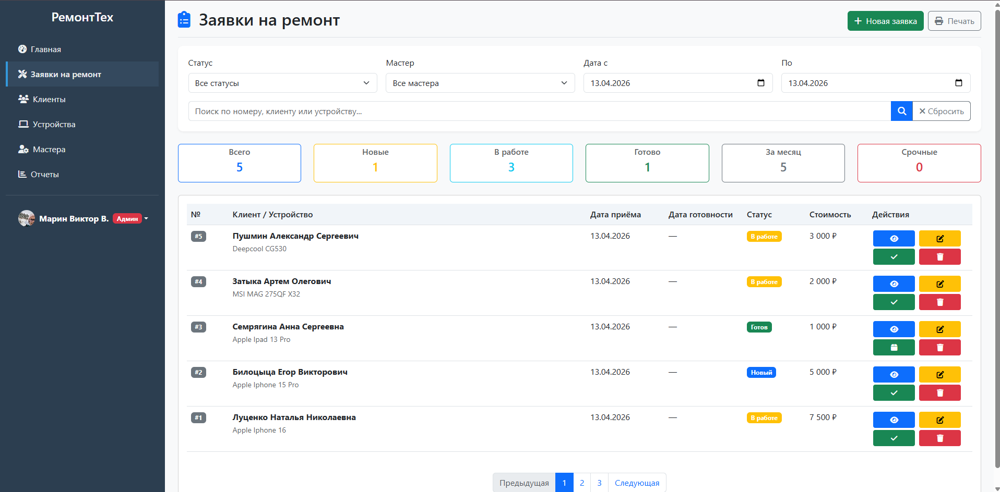 РемонтТех
Главная
Заявки на ремонт
Клиенты
Устройства
Мастера
Отчеты
Марин Виктор В. Админ
Заявки на ремонт
Новая заявка Печать
Статус Мастер Дата с По
Все статусы Все мастера 13.04.2026 13.04.2026
Поиск по номеру, клиенту или устройству... Сбросить
Всего Новые В работе Готово За месяц Срочные
5 1 3 1 5 0
№ Клиент / Устройство Дата приёма Дата готовности Статус Стоимость Действия
#5 Пушмин Александр Сергеевич 13.04.2026 — В работе 3 000 ₽
Deepcool CG530
#4 Затыка Артем Олегович 13.04.2026 — В работе 2 000 ₽
MSI MAG 275QF X32
#3 Семрягина Анна Сергеевна 13.04.2026 — Готов 1 000 ₽
Apple Ipad 13 Pro
#2 Билоцыца Егор Викторович 13.04.2026 — Новый 5 000 ₽
Apple Iphone 15 Pro
#1 Луценко Наталья Николаевна 13.04.2026 — В работе 7 500 ₽
Apple Iphone 16
Предыдущая 1 2 3 Следующая